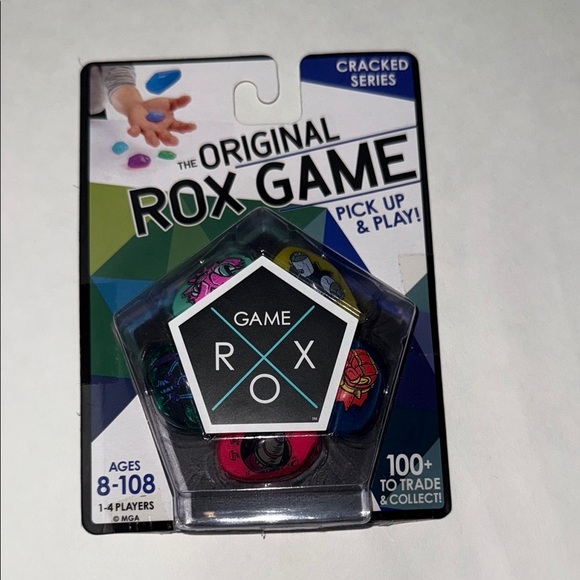 CRACKED
SERIES
THE ORIGINAL
ROX GAME
PICK UP
& PLAY!
GAME
R X
O
TM
AGES
8-108
1-4 PLAYERS
© MGA
100+
TO TRADE
& COLLECT!